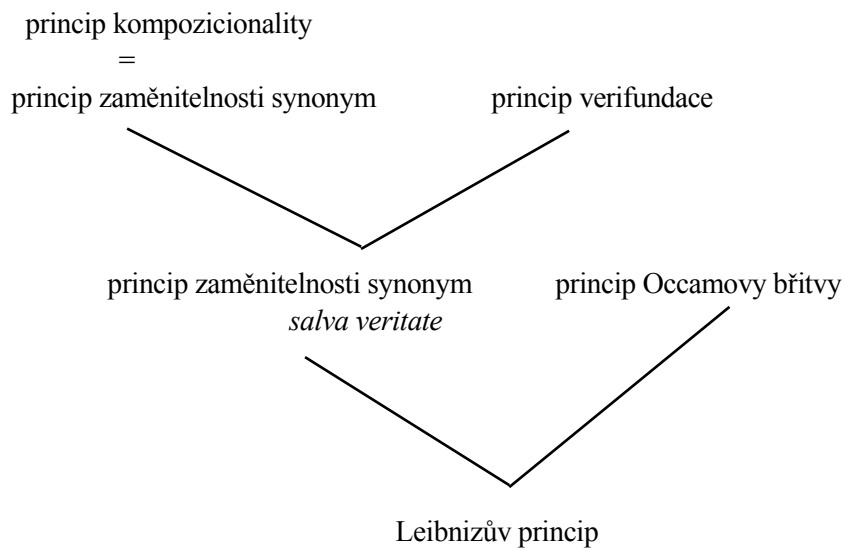 princip kompozicionality
=
princip zaměnitelnosti synonym princip verifundace
princip zaměnitelnosti synonym princip Occamovy břitvy
salva veritate
Leibnizův princip